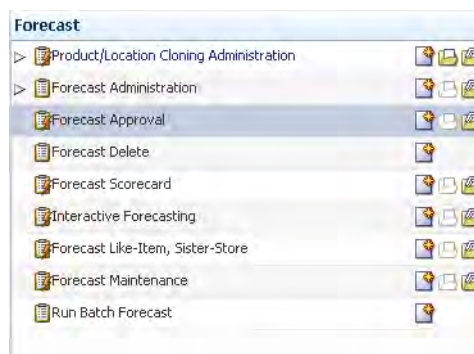 Forecast
Product/Location Cloning Administration
Forecast Administration
Forecast Approval
Forecast Delete
Forecast Scorecard
Interactive Forecasting
Forecast Like-Item, Sister-Store
Forecast Maintenance
Run Batch Forecast